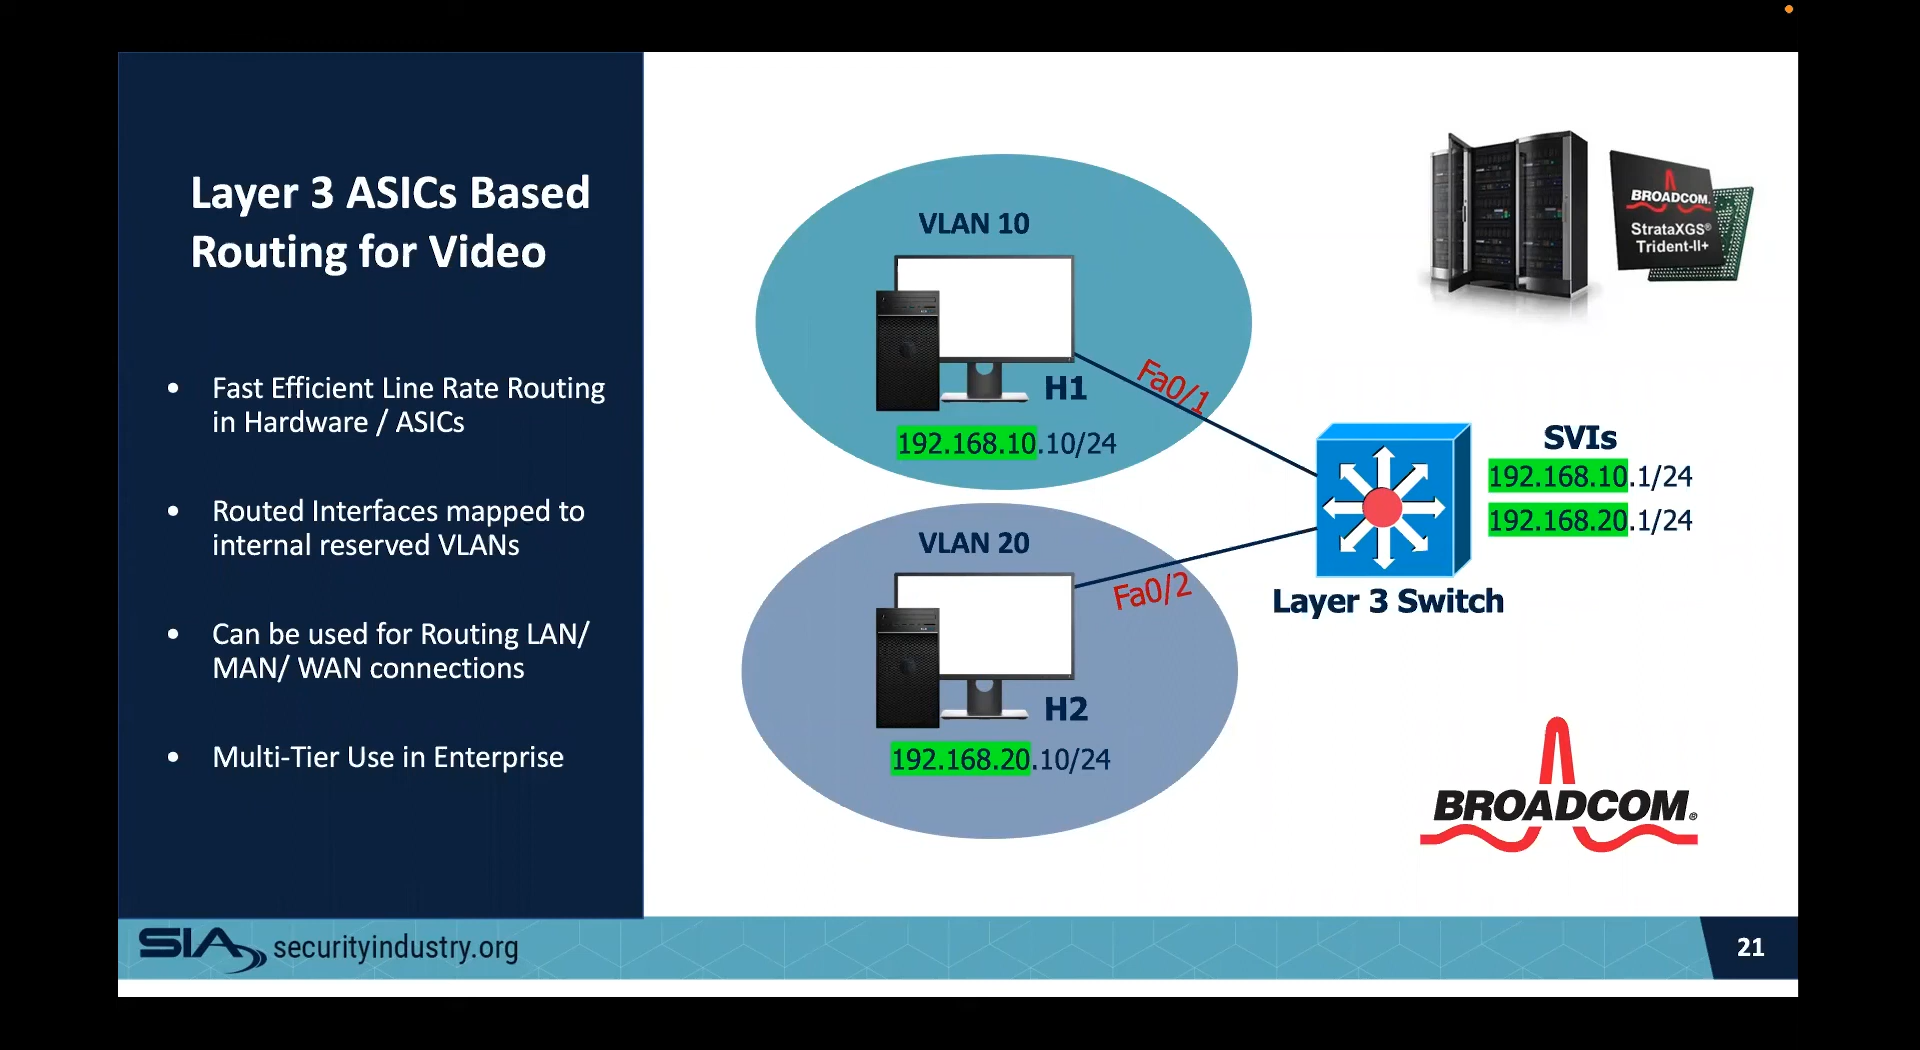 Layer 3 ASICs Based
Routing for Video
• Fast Efficient Line Rate Routing
in Hardware / ASICs
• Routed Interfaces mapped to
internal reserved VLANs
• Can be used for Routing LAN/
MAN/ WAN connections
• Multi-Tier Use in Enterprise
VLAN 10
H1
192.168.10.10/24
Fa0/1
VLAN 20
H2
192.168.20.10/24
Fa0/2
BROADCOM.
StrataXGS®
Trident-II+
SVIs
192.168.10.1/24
192.168.20.1/24
Layer 3 Switch
BROADCOM®
SIA securityindustry.org
21